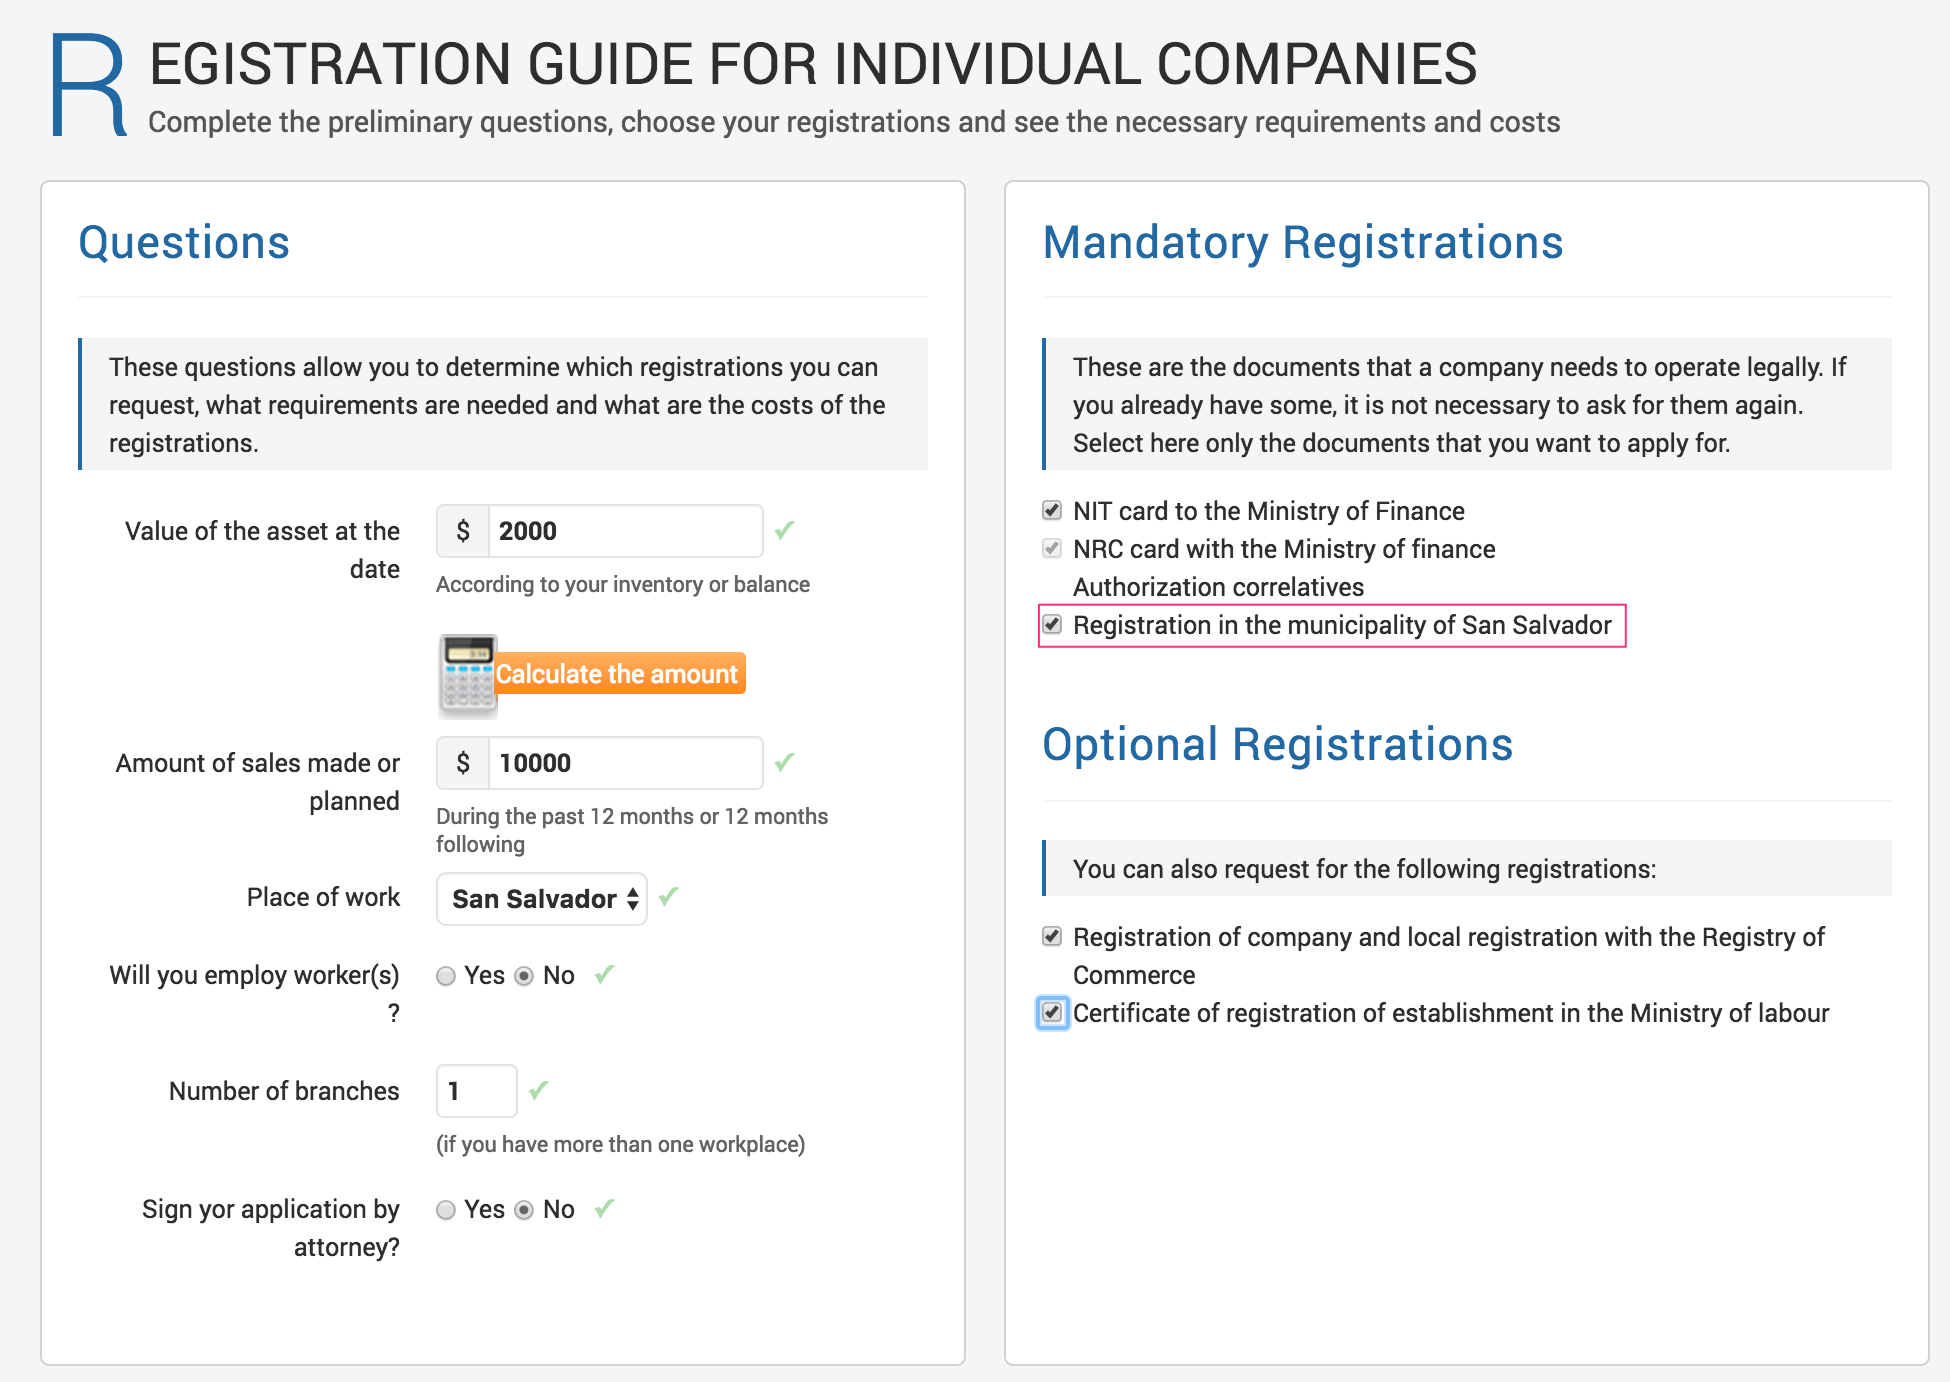 REGISTRATION GUIDE FOR INDIVIDUAL COMPANIES
Complete the preliminary questions, choose your registrations and see the necessary requirements and costs
Questions
These questions allow you to determine which registrations you can
request, what requirements are needed and what are the costs of the
registrations.
Value of the asset at the
date
$ 2000
According to your inventory or balance
Calculate the amount
Amount of sales made or
planned
$ 10000
During the past 12 months or 12 months
following
Place of work
San Salvador
Will you employ worker(s)
?
Yes No
Number of branches
1
(if you have more than one workplace)
Sign yor application by
attorney?
Yes No
Mandatory Registrations
These are the documents that a company needs to operate legally. If
you already have some, it is not necessary to ask for them again.
Select here only the documents that you want to apply for.
NIT card to the Ministry of Finance
NRC card with the Ministry of finance
Authorization correlatives
Registration in the municipality of San Salvador
Optional Registrations
You can also request for the following registrations:
Registration of company and local registration with the Registry of
Commerce
Certificate of registration of establishment in the Ministry of labour